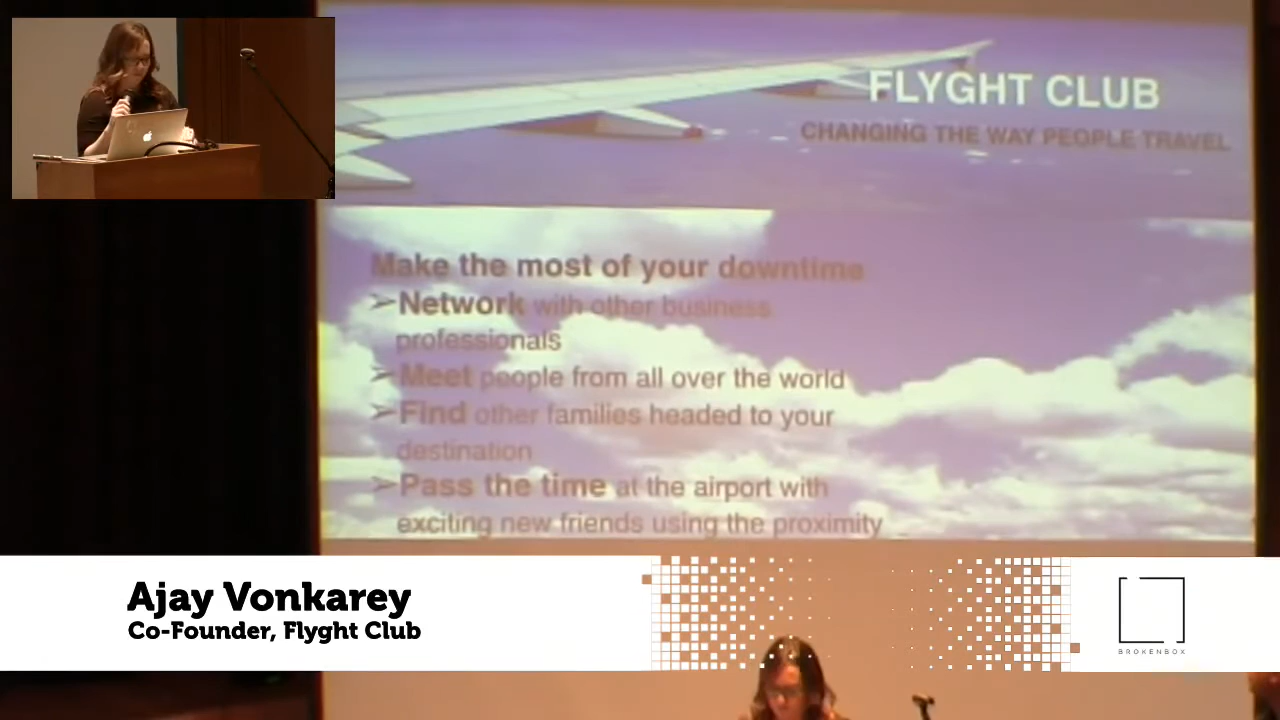 FLYGHT CLUB
CHANGING THE WAY PEOPLE TRAVEL
Make the most of your downtime
➢Network with other business
professionals
➢Meet people from all over the world
➢Find other families headed to your
destination
➢Pass the time at the airport with
exciting new friends using the proximity
Ajay Vonkarey
Co-Founder, Flyght Club
BROKENBOX